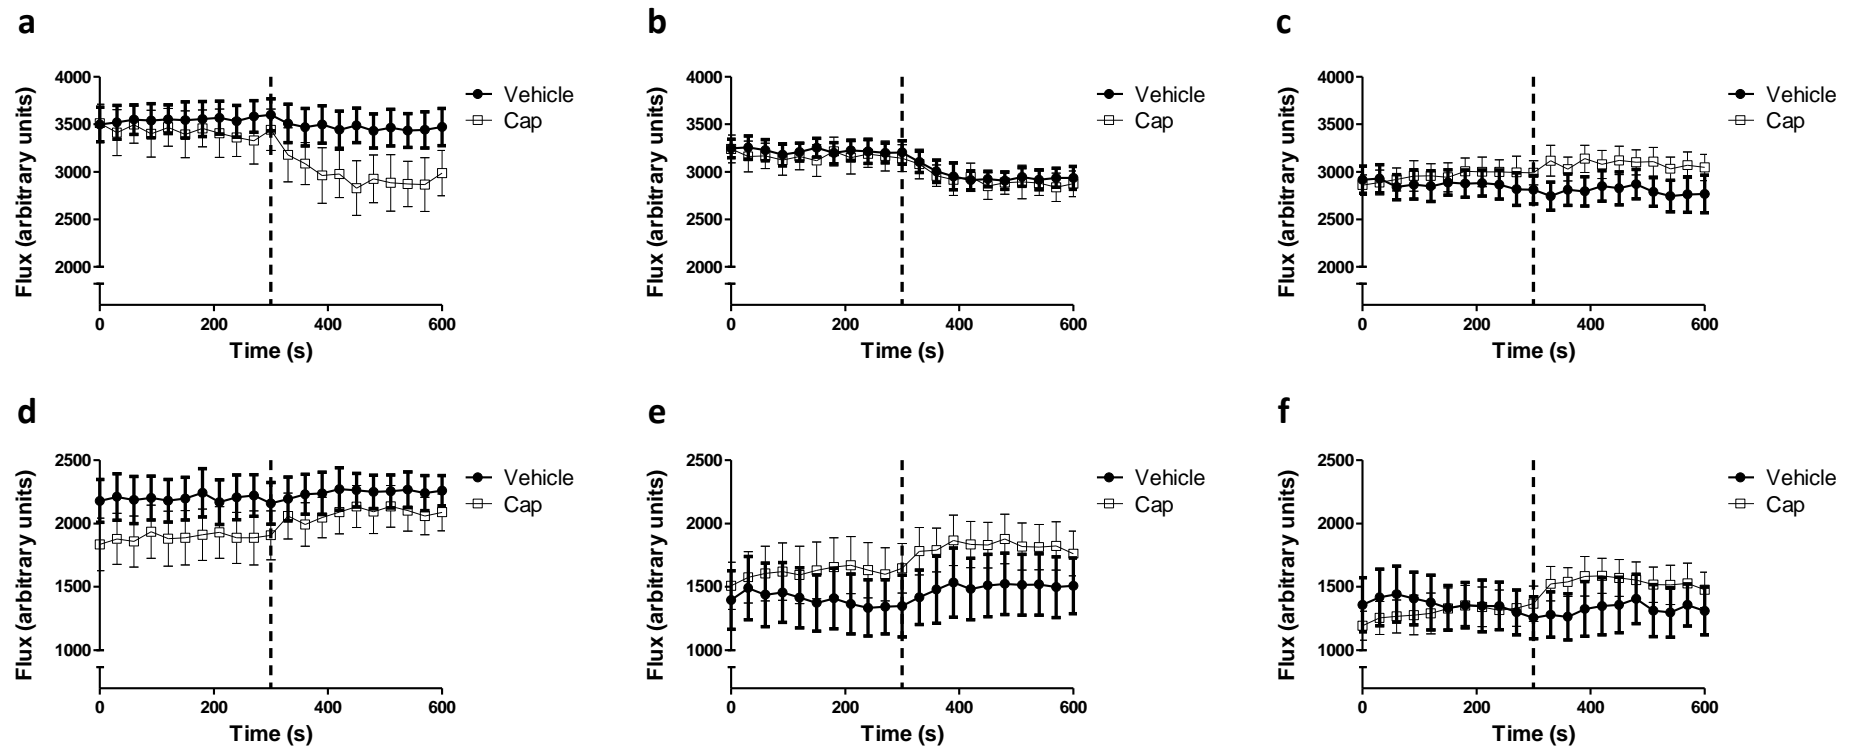 a
4000
3500
3000
2500
2000
Flux (arbitrary units)
0 200 400 600
Time (s)
Vehicle
Cap
b
4000
3500
3000
2500
2000
Flux (arbitrary units)
0 200 400 600
Time (s)
Vehicle
Cap
c
4000
3500
3000
2500
2000
Flux (arbitrary units)
0 200 400 600
Time (s)
Vehicle
Cap
d
2500
2000
1500
1000
Flux (arbitrary units)
0 200 400 600
Time (s)
Vehicle
Cap
e
2500
2000
1500
1000
Flux (arbitrary units)
0 200 400 600
Time (s)
Vehicle
Cap
f
2500
2000
1500
1000
Flux (arbitrary units)
0 200 400 600
Time (s)
Vehicle
Cap